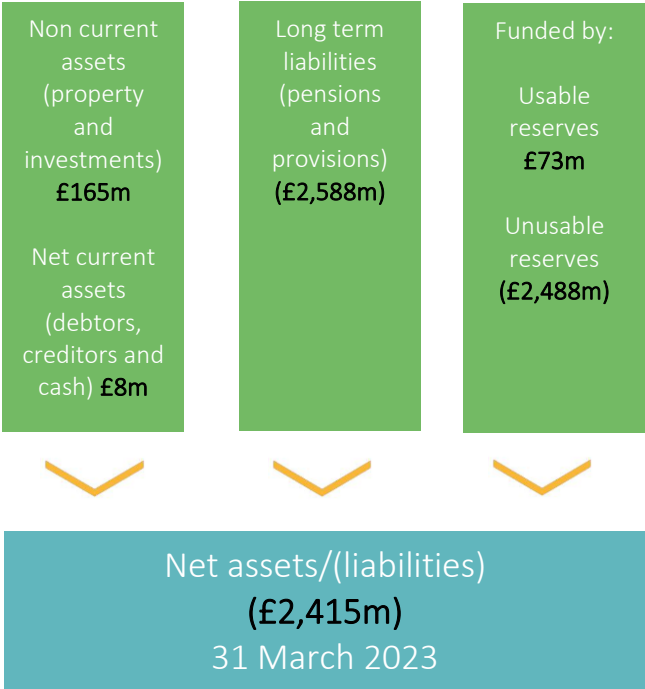 Non current
assets
(property
and
investments)
£165m
Net current
assets
(debtors,
creditors and
cash) £8m
Long term
liabilities
(pensions
and
provisions)
(£2,588m)
Funded by:
Usable
reserves
£73m
Unusable
reserves
(£2,488m)
Net assets/(liabilities)
(£2,415m)
31 March 2023